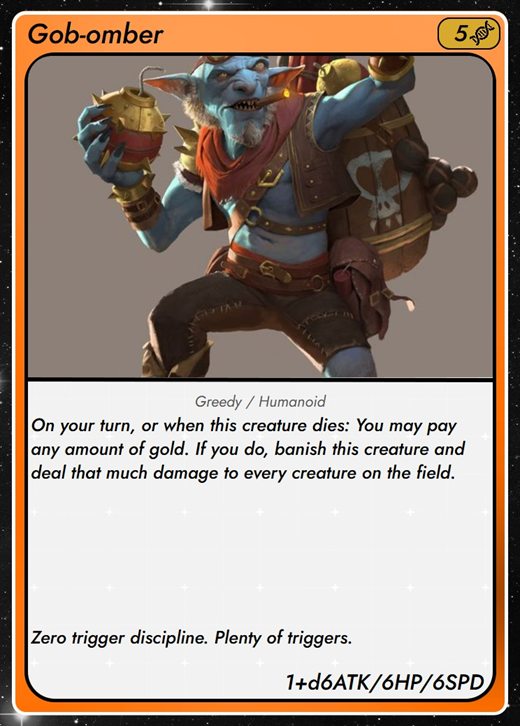 Gob-omber
5
Greedy / Humanoid
On your turn, or when this creature dies: You may pay
any amount of gold. If you do, banish this creature and
deal that much damage to every creature on the field.
Zero trigger discipline. Plenty of triggers.
1+d6ATK/6HP/6SPD